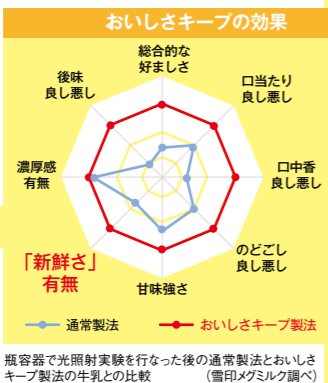 おいしさキープの効果
総合的な
好ましさ
口当たり
良し悪し
口中香
良し悪し
のどごし
良し悪し
甘味強さ
「新鮮さ」
有無
濃厚感
有無
後味
良し悪し
通常製法
おいしさキープ製法
瓶容器で光照射実験を行なった後の通常製法とおいしさ
キープ製法の牛乳との比較 （雪印メグミルク調べ）